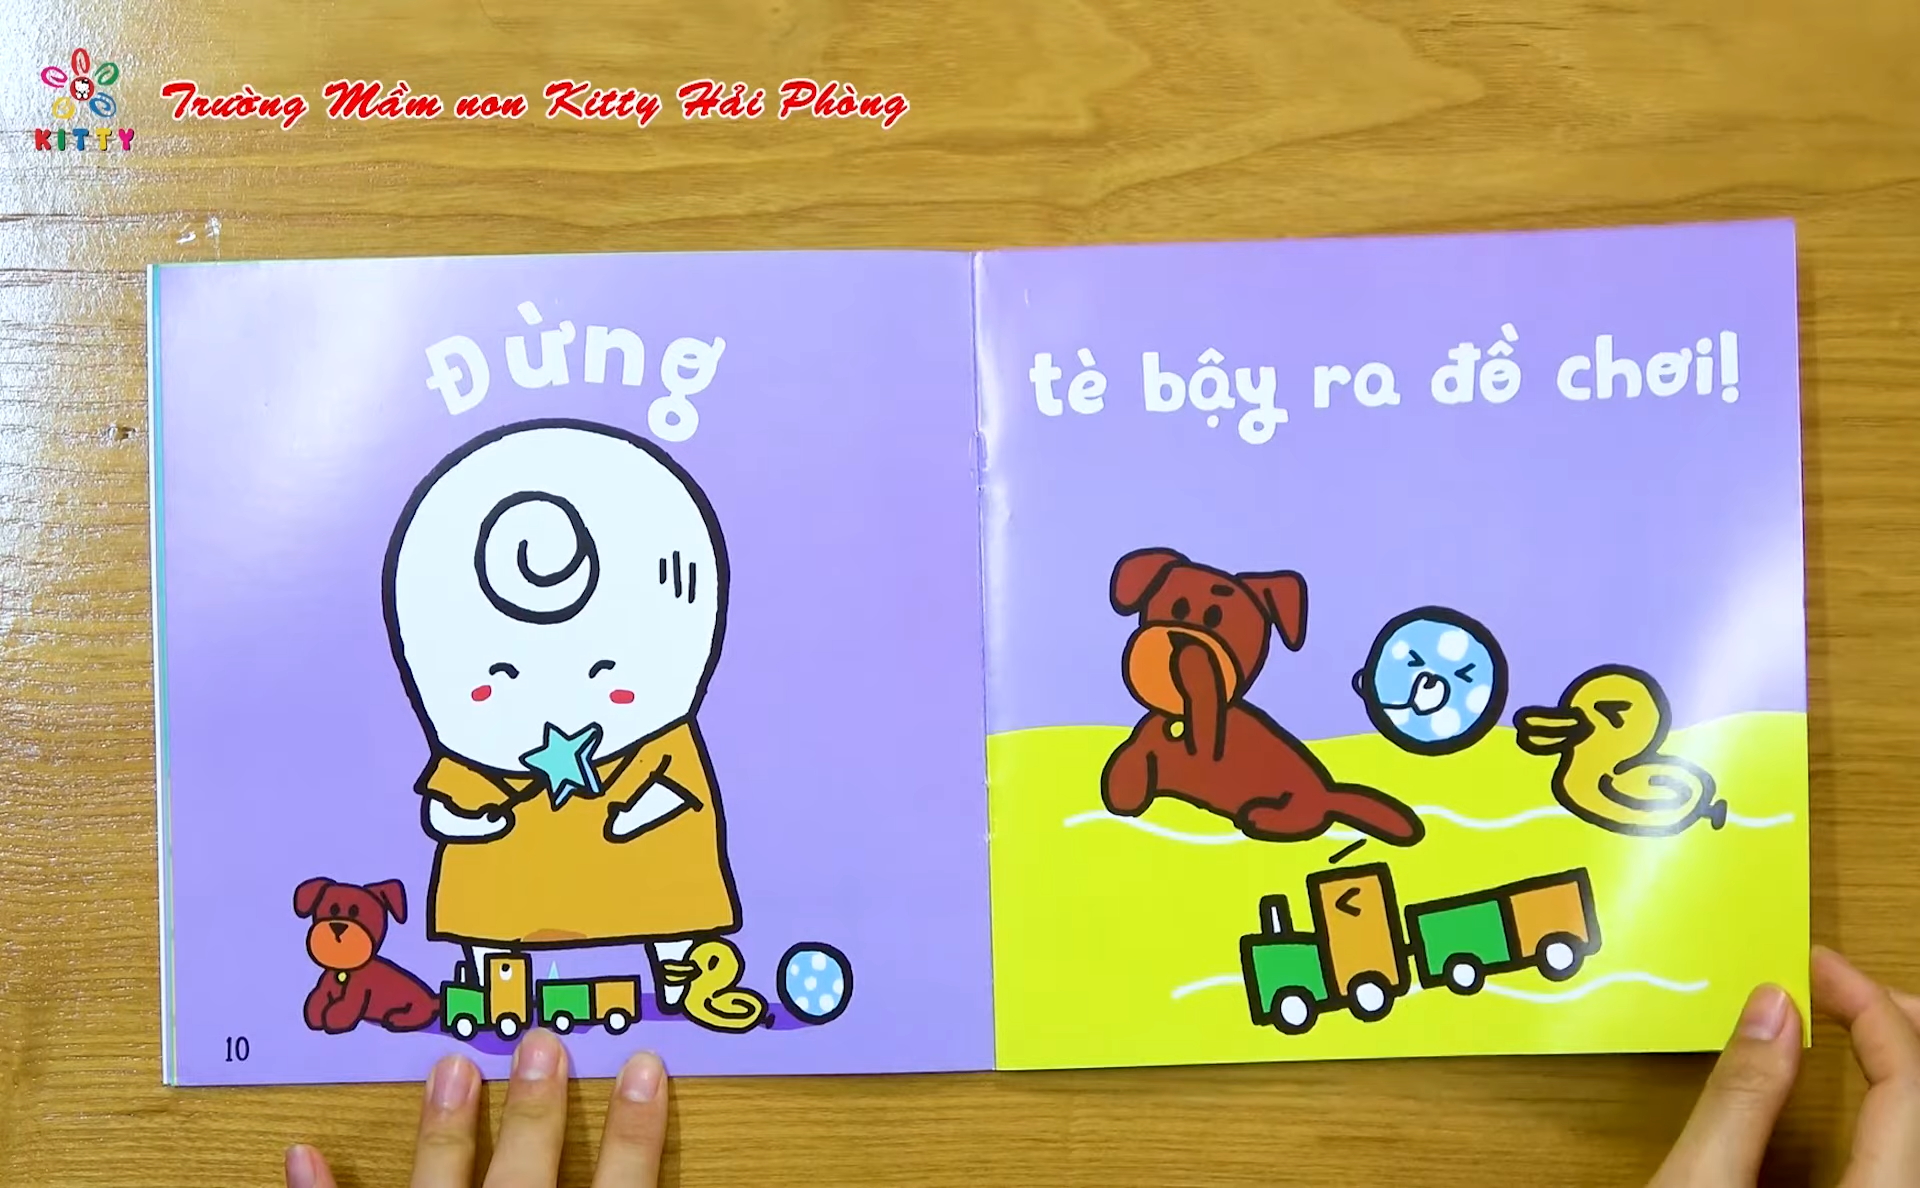 KITTY
Trường Mầm non Kitty Hải Phòng
Đừng
tè bậy ra đồ chơi!
10